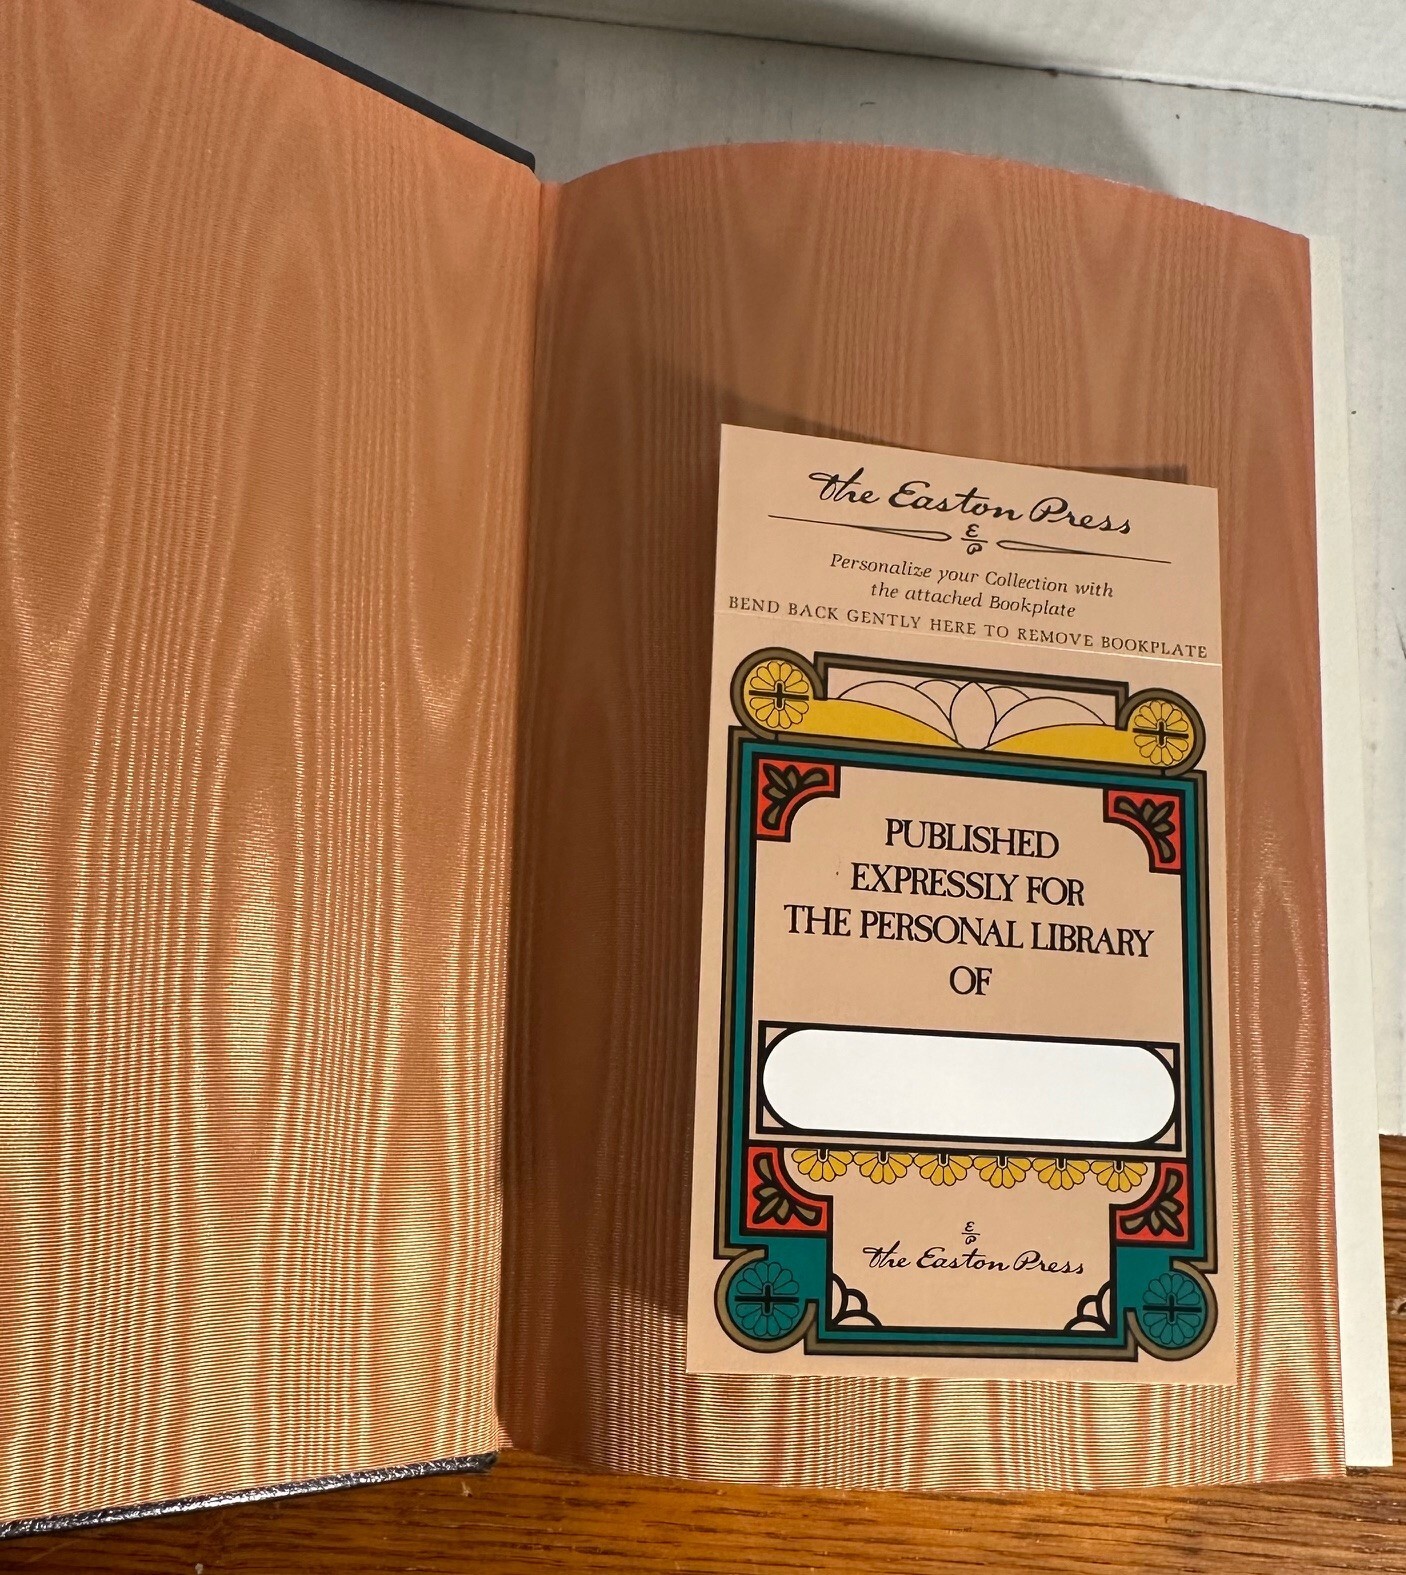 The Easton Press
E
P
Personalize your Collection with
the attached Bookplate
BEND BACK GENTLY HERE TO REMOVE BOOKPLATE
PUBLISHED
EXPRESSLY FOR
THE PERSONAL LIBRARY
OF
E
P
The Easton Press